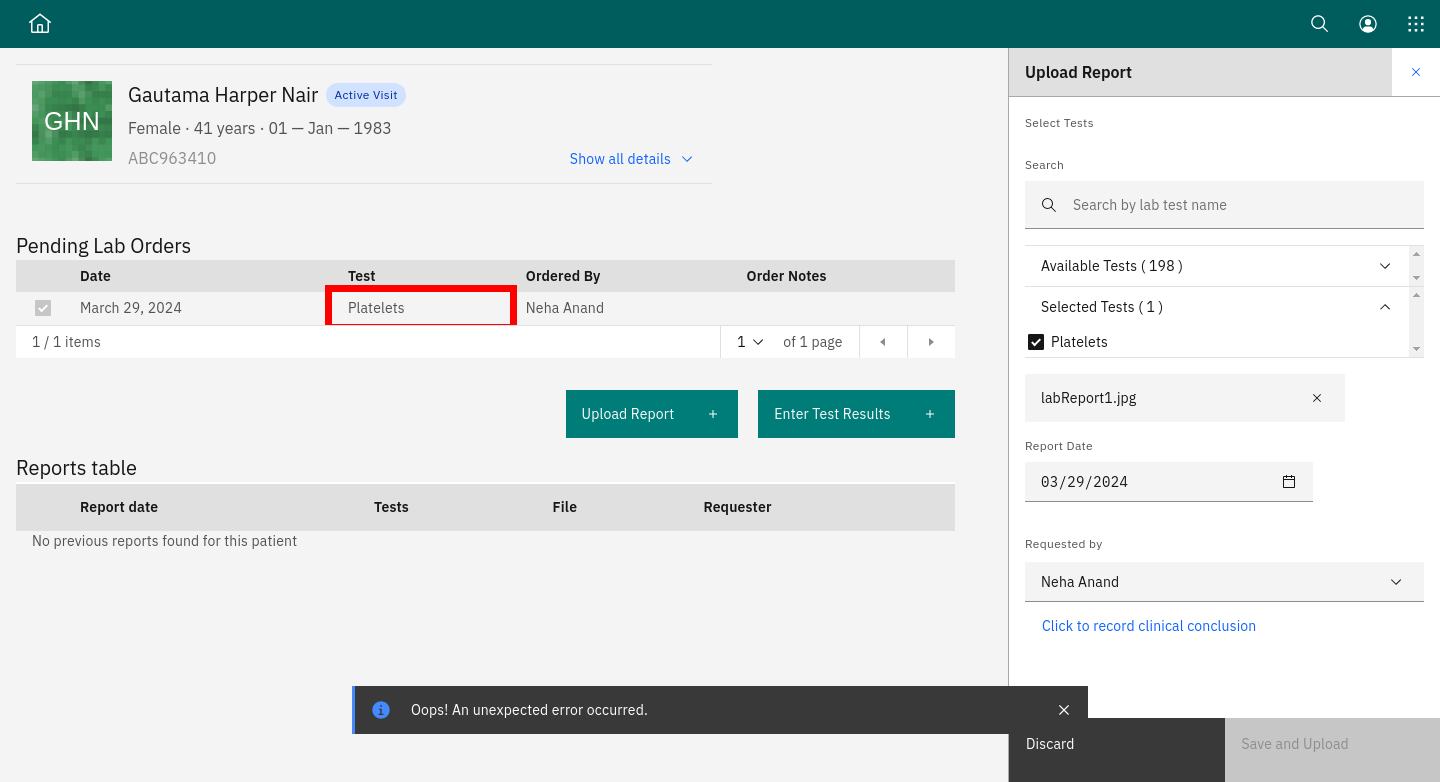 Upload Report
GHN
Gautama Harper Nair Active Visit
Female · 41 years · 01 — Jan — 1983
ABC963410
Show all details
Pending Lab Orders
Date Test Ordered By Order Notes
March 29, 2024 Platelets Neha Anand
1 / 1 items 1 of 1 page
Upload Report + Enter Test Results +
Reports table
Report date Tests File Requester
No previous reports found for this patient
Select Tests
Search
Search by lab test name
Available Tests ( 198 )
Selected Tests ( 1 )
Platelets
labReport1.jpg
Report Date
03/29/2024
Requested by
Neha Anand
Click to record clinical conclusion
Oops! An unexpected error occurred.
Discard Save and Upload